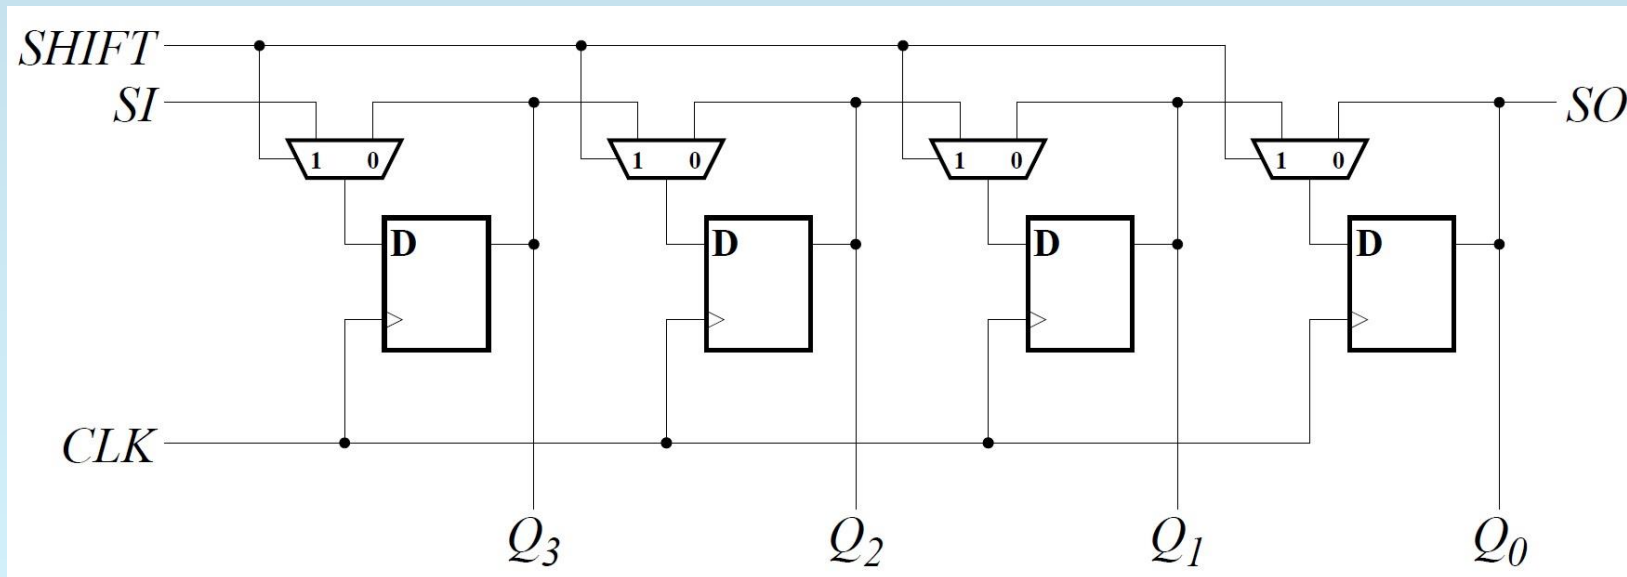 SHIFT
SI
SO
1 0 1 0 1 0 1 0
D D D D
CLK
Q3 Q2 Q1 Q0